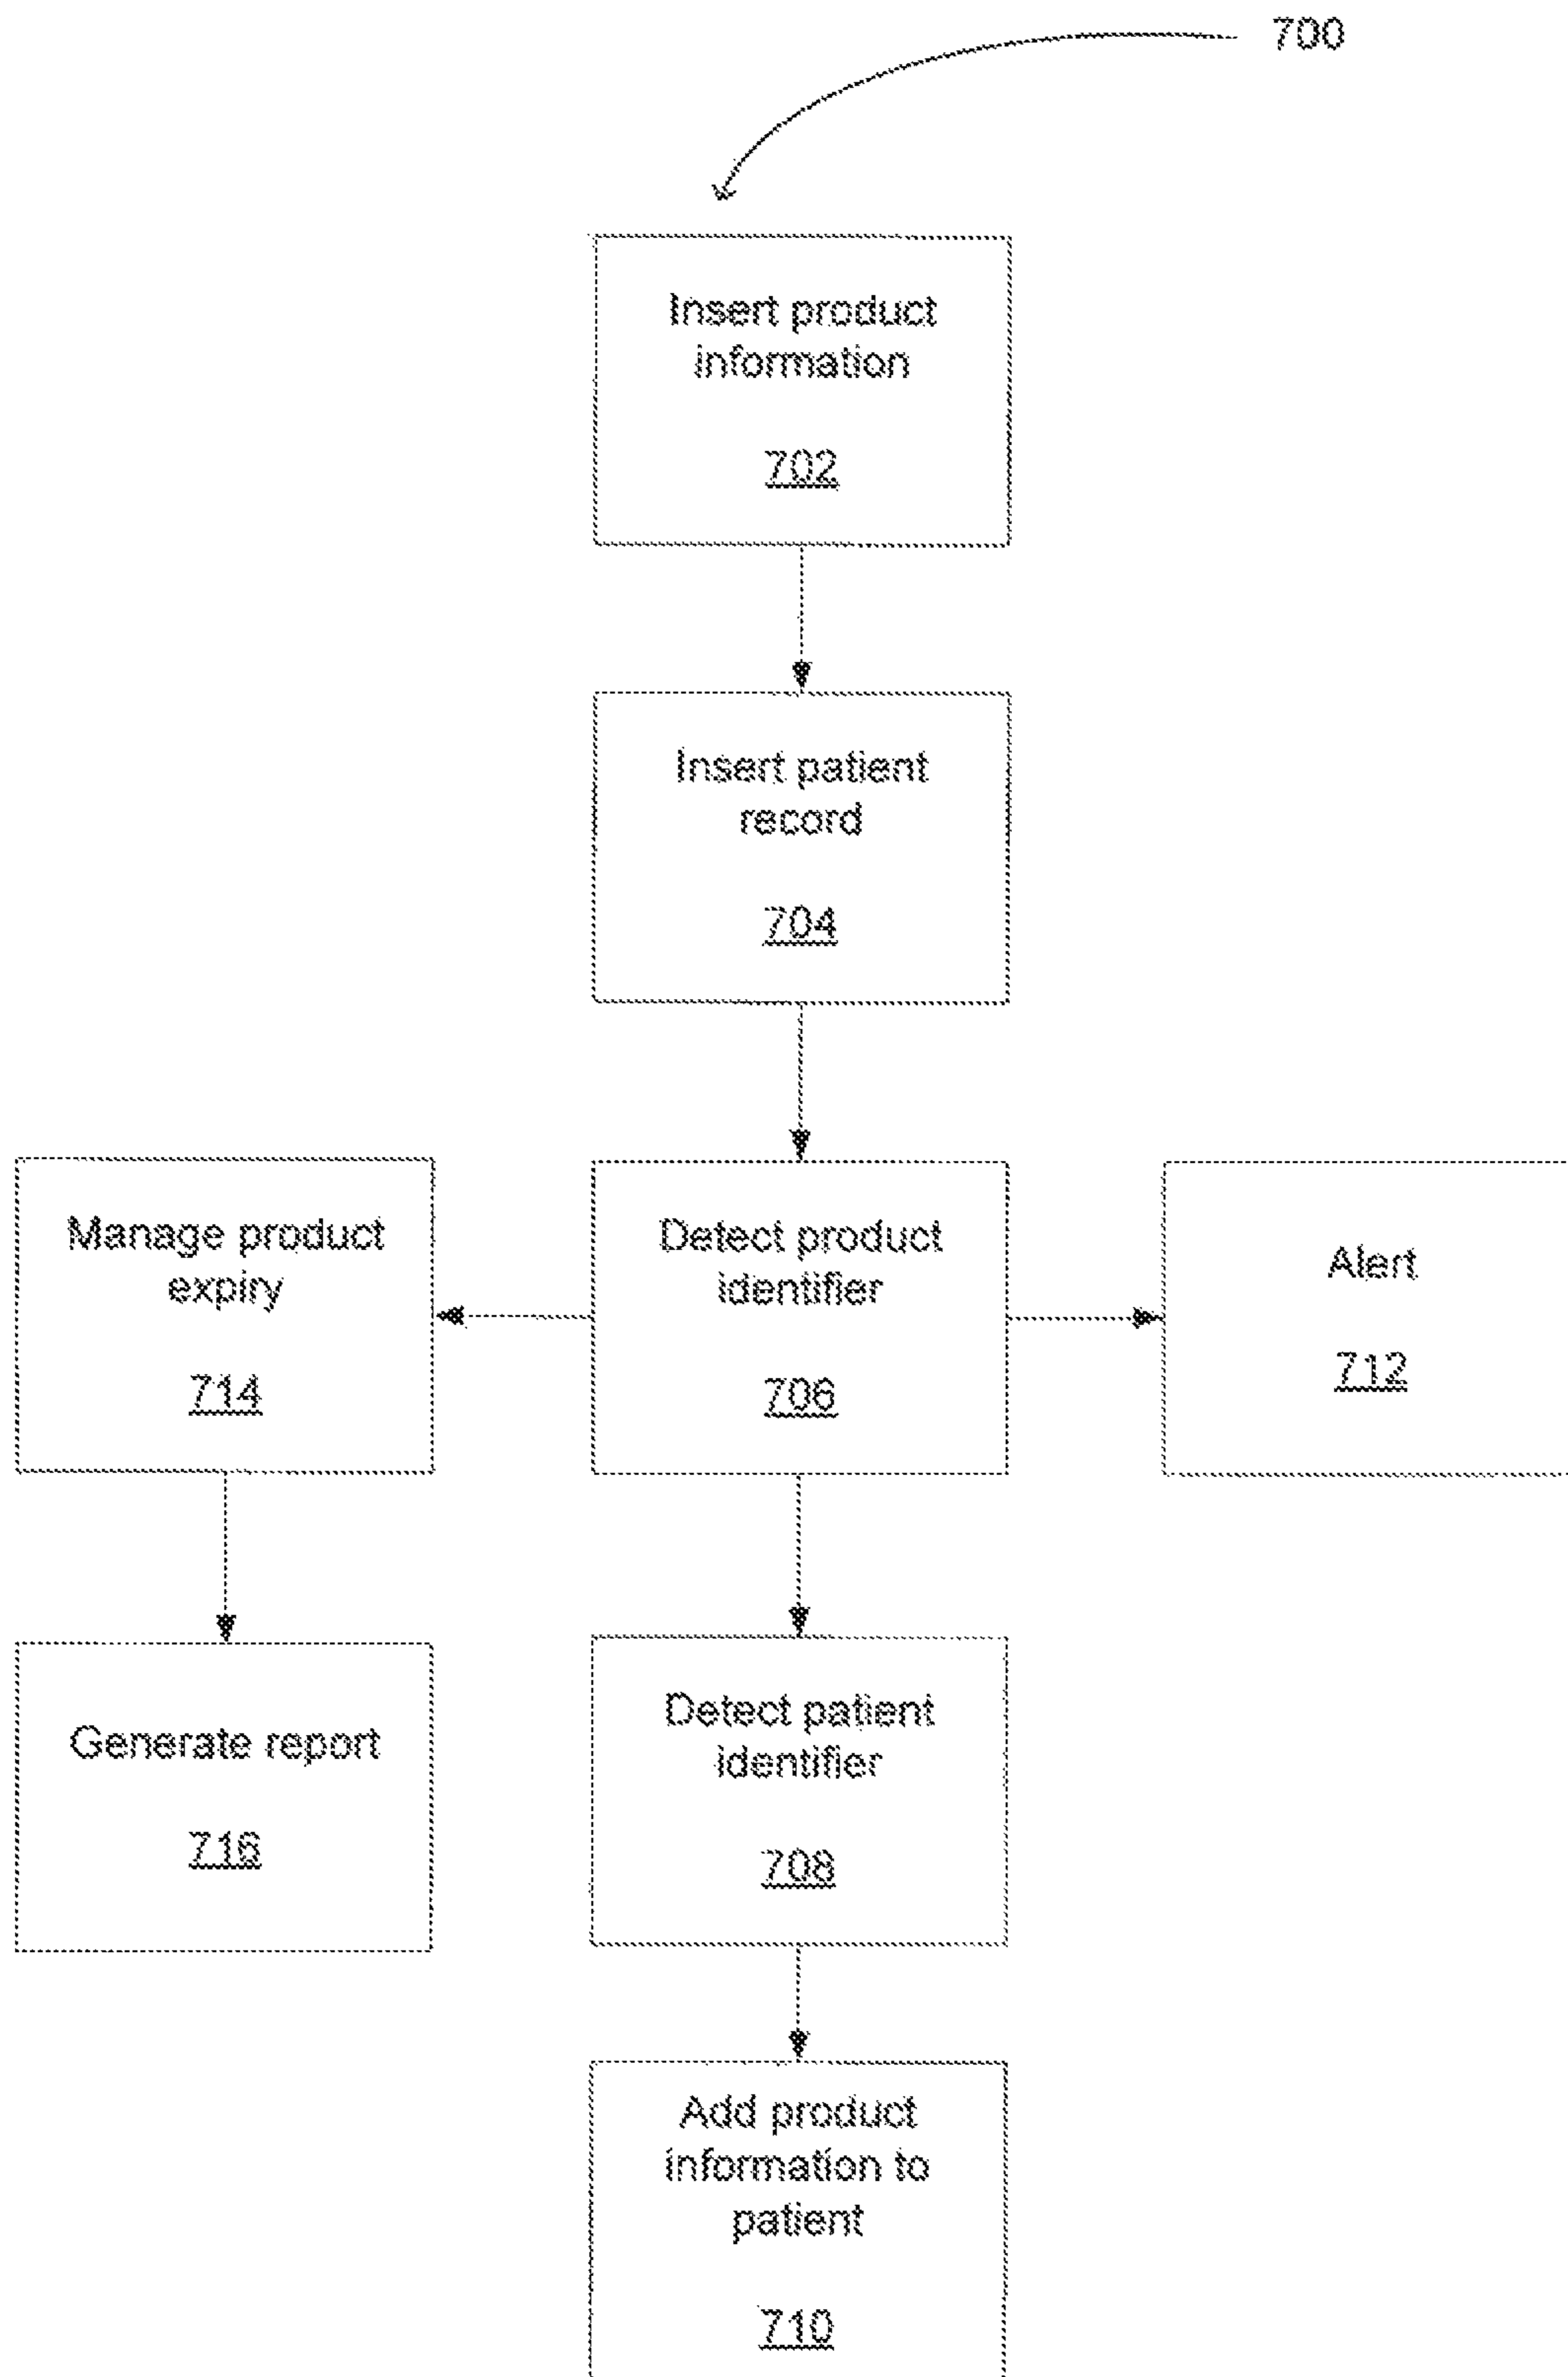 700
Insert product
information
702
Insert patient
record
704
Manage product
expiry
714
Detect product
identifier
706
Alert
712
Generate report
716
Detect patient
identifier
708
Add product
information to
patient
710